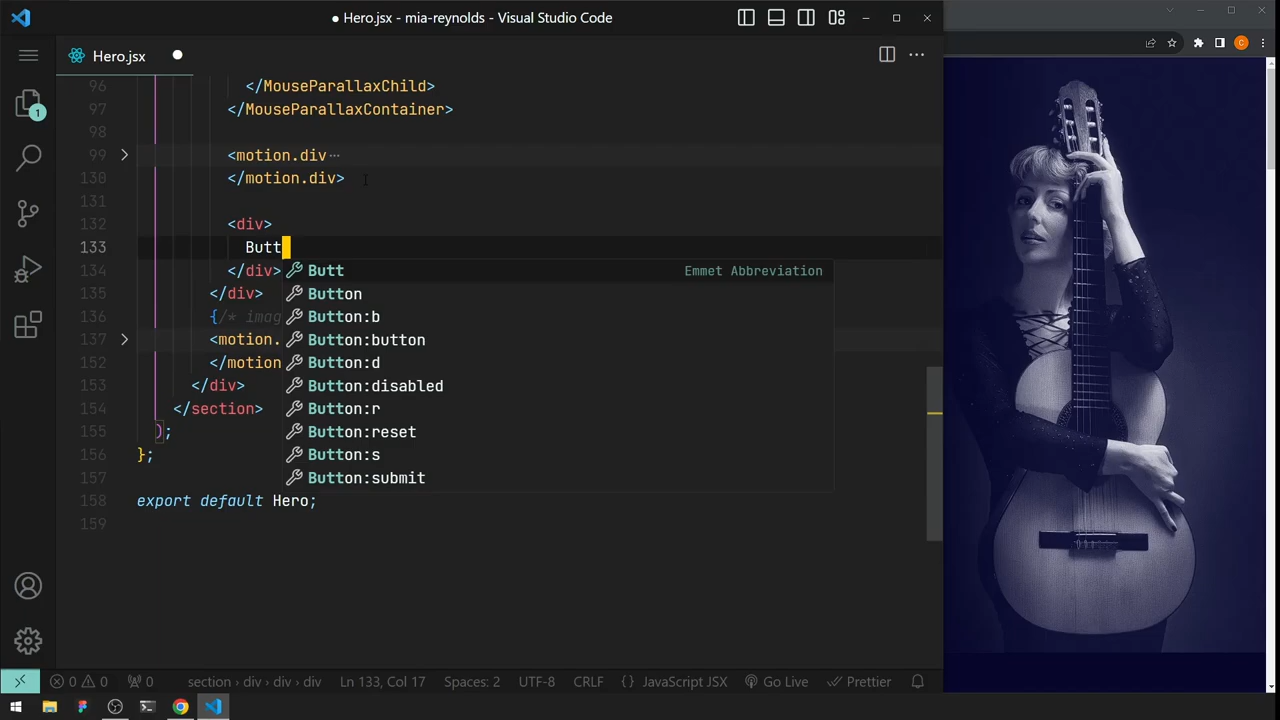 ● Hero.jsx - mia-reynolds - Visual Studio Code
Hero.jsx
96 </MouseParallaxChild>
97 </MouseParallaxContainer>
98
99 <motion.div ···
130 </motion.div>
131
132 <div>
133 Butt
134 </div>
135 </div>
136 {/* imag
137 <motion.
152 </motion
153 </div>
154 </section>
155 );
156 };
157
158 export default Hero;
159
Butt Emmet Abbreviation
Button
Button:b
Button:button
Button:d
Button:disabled
Button:r
Button:reset
Button:s
Button:submit
1
C
0 0 0 section › div › div › div Ln 133, Col 17 Spaces: 2 UTF-8 CRLF {} JavaScript JSX Go Live Prettier